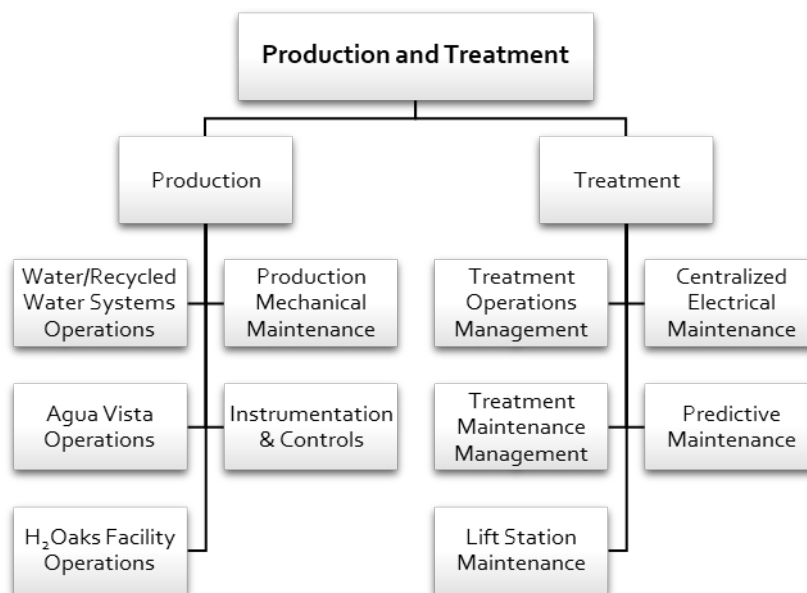 Production and Treatment
Production
Treatment
Water/Recycled
Water Systems
Operations
Production
Mechanical
Maintenance
Treatment
Operations
Management
Centralized
Electrical
Maintenance
Agua Vista
Operations
Instrumentation
& Controls
Treatment
Maintenance
Management
Predictive
Maintenance
H₂Oaks Facility
Operations
Lift Station
Maintenance